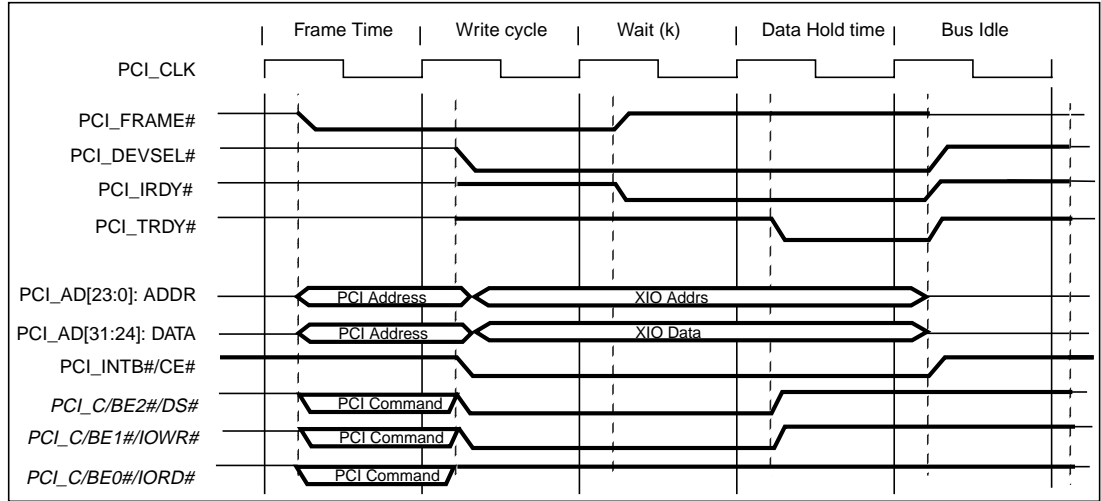 Frame Time Write cycle Wait (k) Data Hold time Bus Idle
PCI_CLK
PCI_FRAME#
PCI_DEVSEL#
PCI_IRDY#
PCI_TRDY#
PCI_AD[23:0]: ADDR PCI Address XIO Addrs
PCI_AD[31:24]: DATA PCI Address XIO Data
PCI_INTB#/CE#
PCI_C/BE2#/DS# PCI Command
PCI_C/BE1#/IOWR# PCI Command
PCI_C/BE0#/IORD# PCI Command